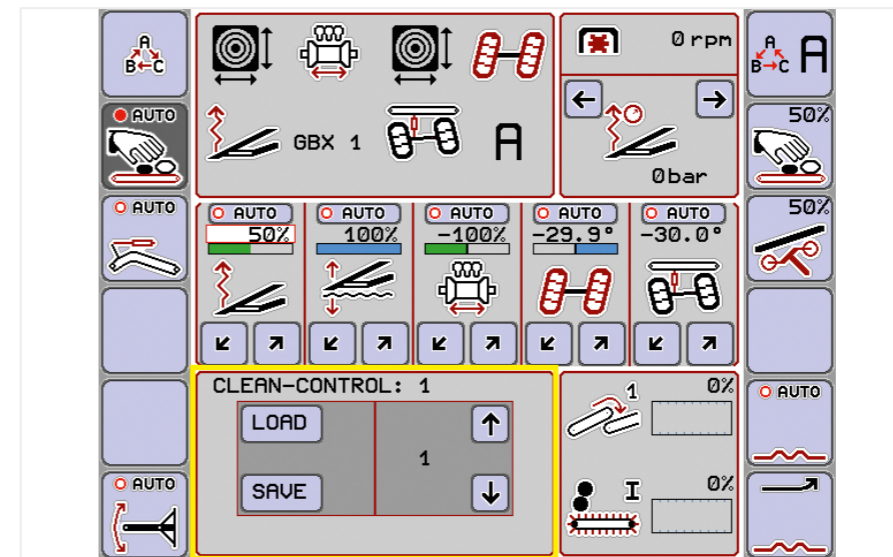 A
B C
A
B C A
0 rpm
AUTO
50%
GBX 1
A
0bar
AUTO
50%
AUTO AUTO AUTO AUTO AUTO
50% 100% -100% -29.9° -30.0°
CLEAN-CONTROL: 1
LOAD
1
SAVE
1 0%
AUTO
I 0%
AUTO